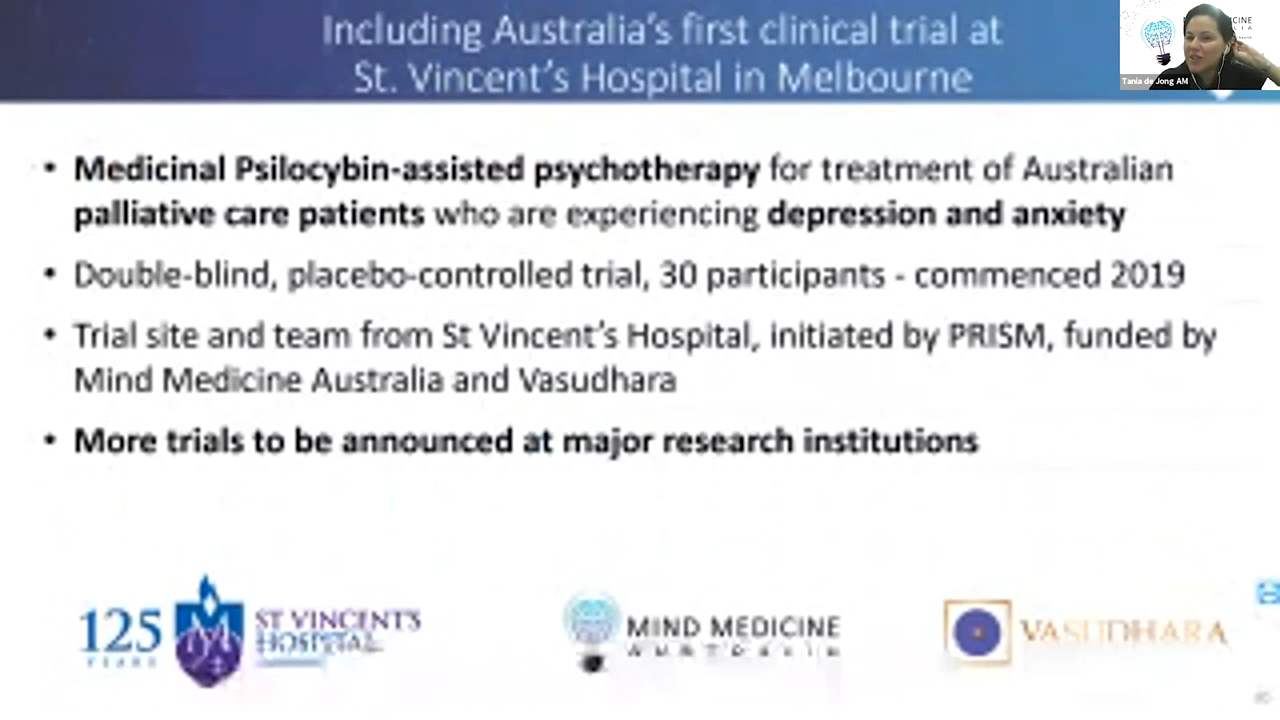 Including Australia's first clinical trial at
St. Vincent's Hospital in Melbourne
Tania de Jong AM
• Medicinal Psilocybin-assisted psychotherapy for treatment of Australian
palliative care patients who are experiencing depression and anxiety
• Double-blind, placebo-controlled trial, 30 participants - commenced 2019
• Trial site and team from St Vincent's Hospital, initiated by PRISM, funded by
Mind Medicine Australia and Vasudhara
• More trials to be announced at major research institutions
125 YEARS
ST VINCENT'S
HOSPITAL
MIND MEDICINE
AUSTRALIA
VASUDHARA